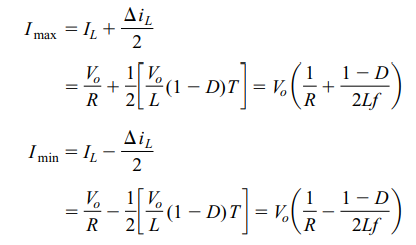 I_max = I_L + Δi_L/2
= V_o/R + 1/2[V_o/L (1 − D)T] = V_o(1/R + (1 − D)/(2Lf))
I_min = I_L − Δi_L/2
= V_o/R − 1/2[V_o/L (1 − D)T] = V_o(1/R − (1 − D)/(2Lf))